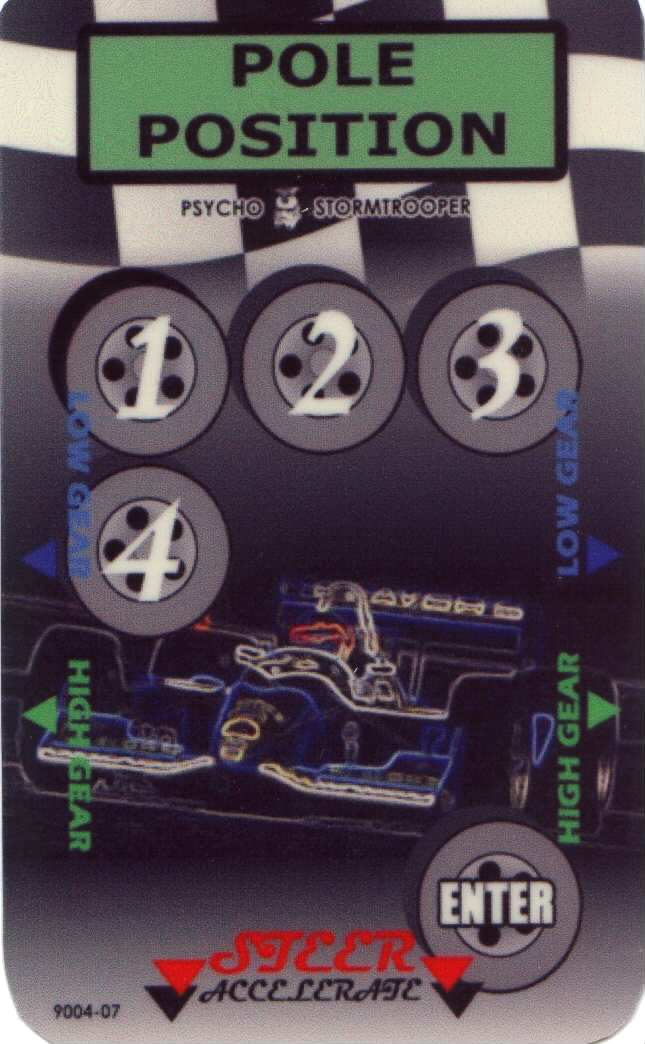 POLE
POSITION
PSYCHO STORMTROOPER
1 2 3
LOW GEAR LOW GEAR
4
HIGH GEAR HIGH GEAR
ENTER
STEER
ACCELERATE
9004-07